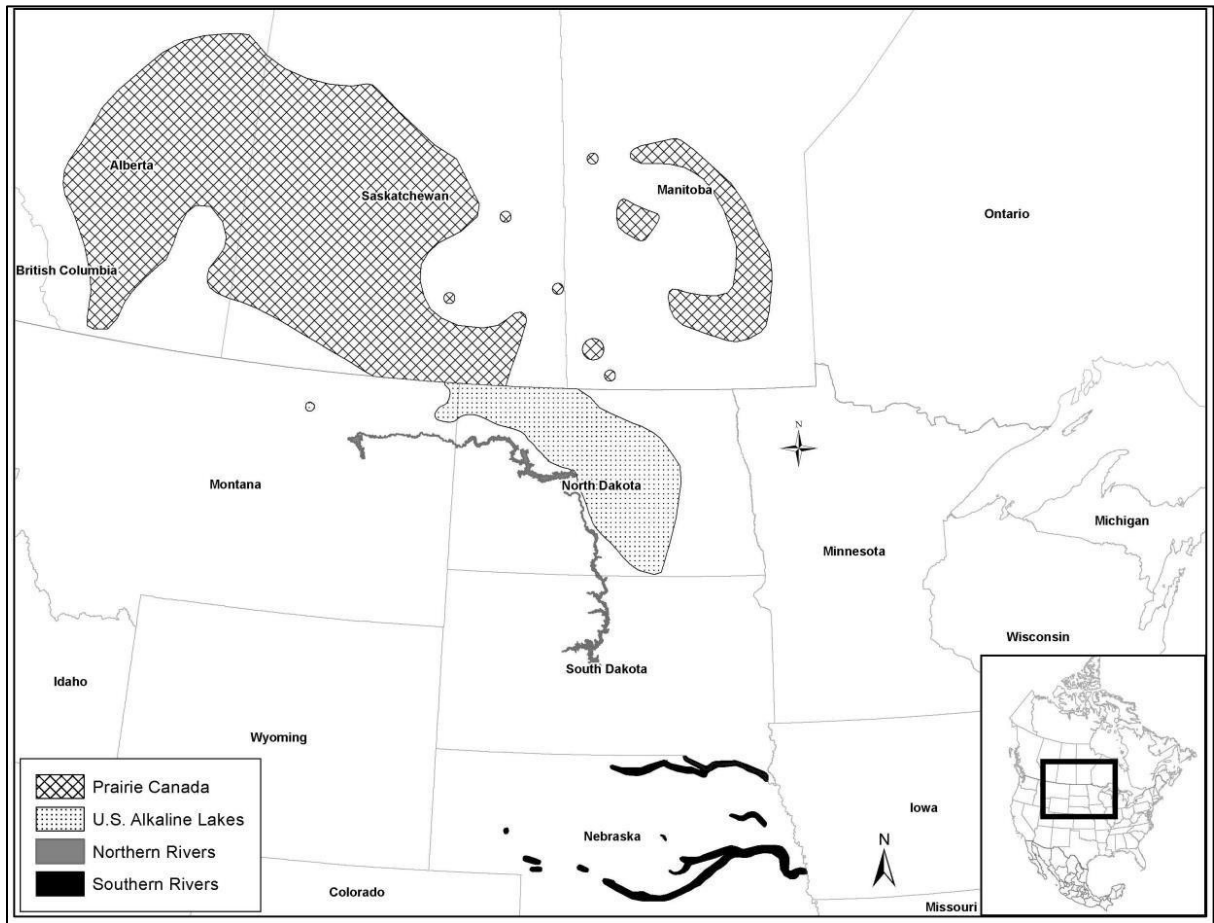 Alberta
Saskatchewan
Manitoba
Ontario
British Columbia
N
Montana
North Dakota
Minnesota
Michigan
Wisconsin
South Dakota
Idaho
Wyoming
Iowa
Nebraska
N
Colorado
Missouri
Prairie Canada
U.S. Alkaline Lakes
Northern Rivers
Southern Rivers